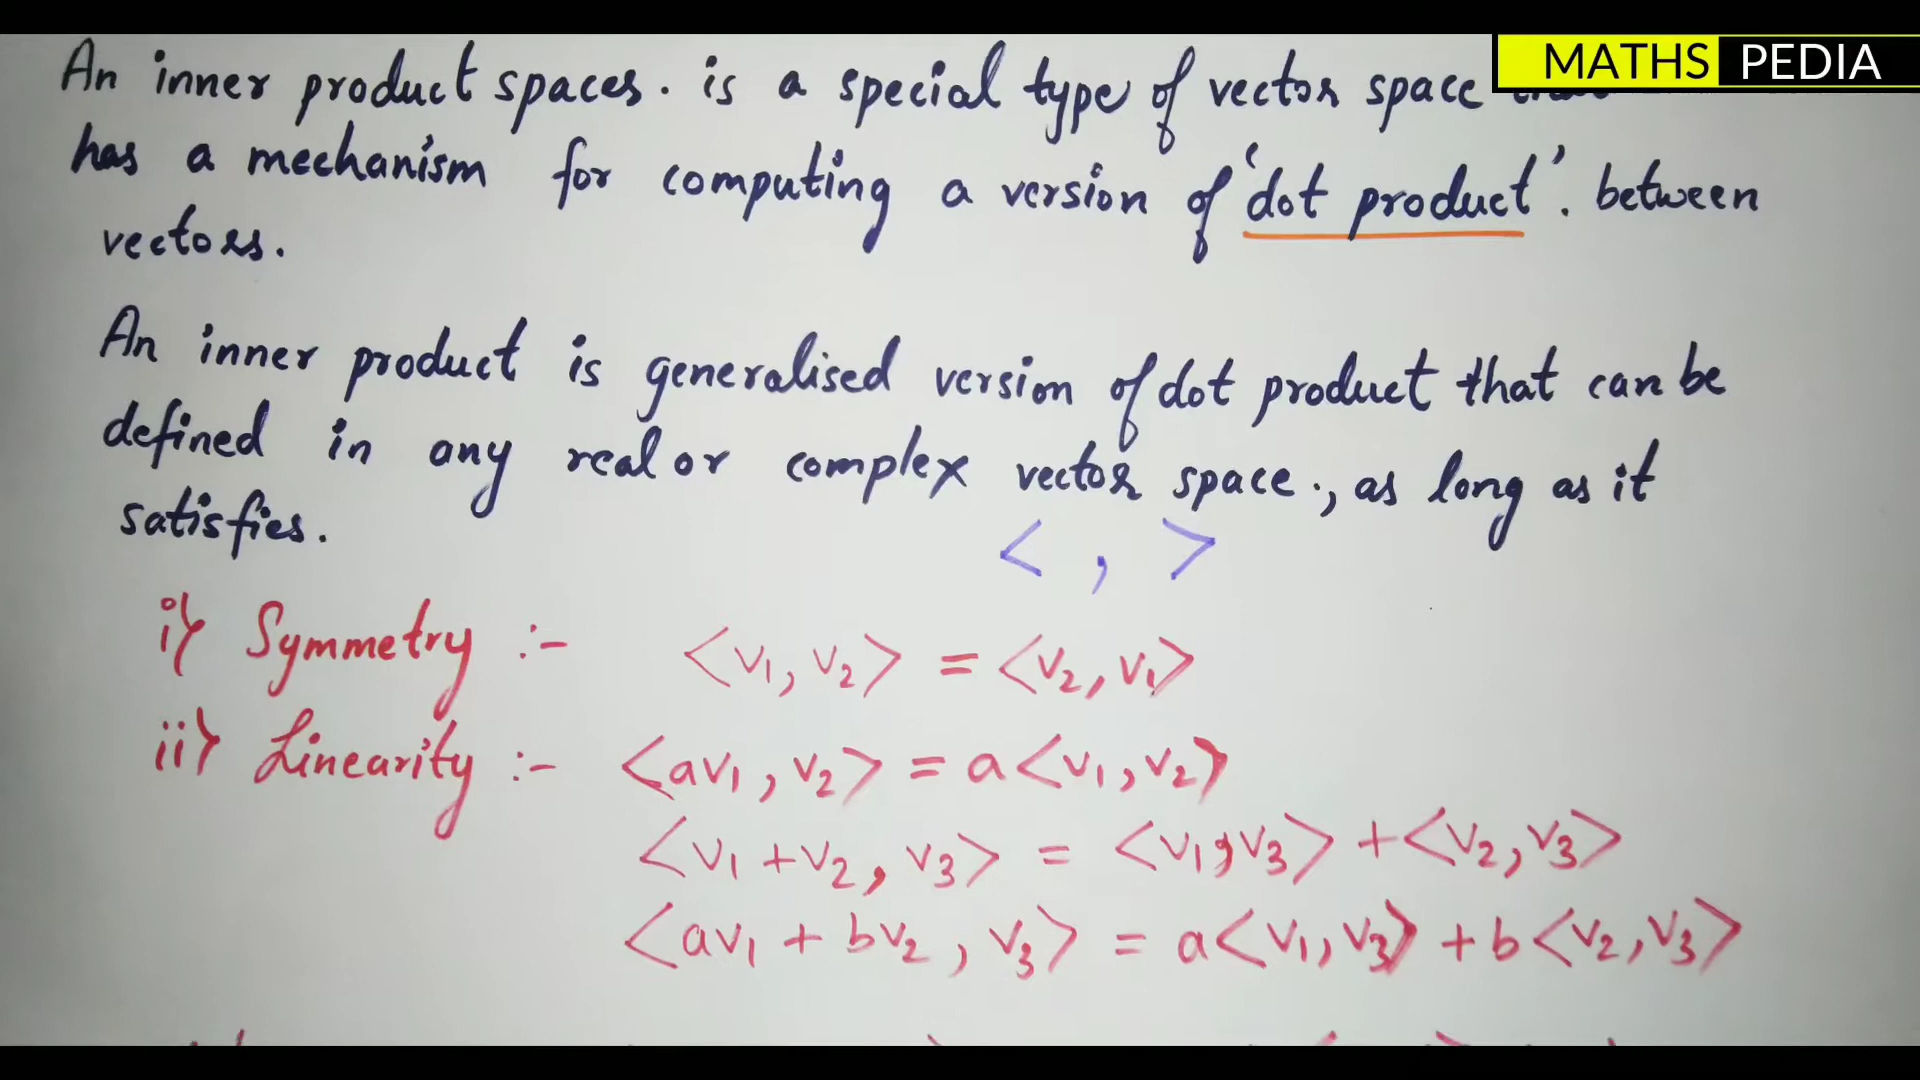 MATHS PEDIA
An inner product spaces. is a special type of vector space
has a mechanism for computing a version of 'dot product'. between
vectors.
An inner product is generalised version of dot product that can be
defined in any real or complex vector space., as long as it
satisfies.
< , >
i) Symmetry :- <v₁, v₂> = <v₂, v₁>
ii) Linearity :- <av₁, v₂> = a<v₁, v₂>
<v₁ + v₂, v₃> = <v₁, v₃> + <v₂, v₃>
<av₁ + bv₂, v₃> = a<v₁, v₃> + b<v₂, v₃>